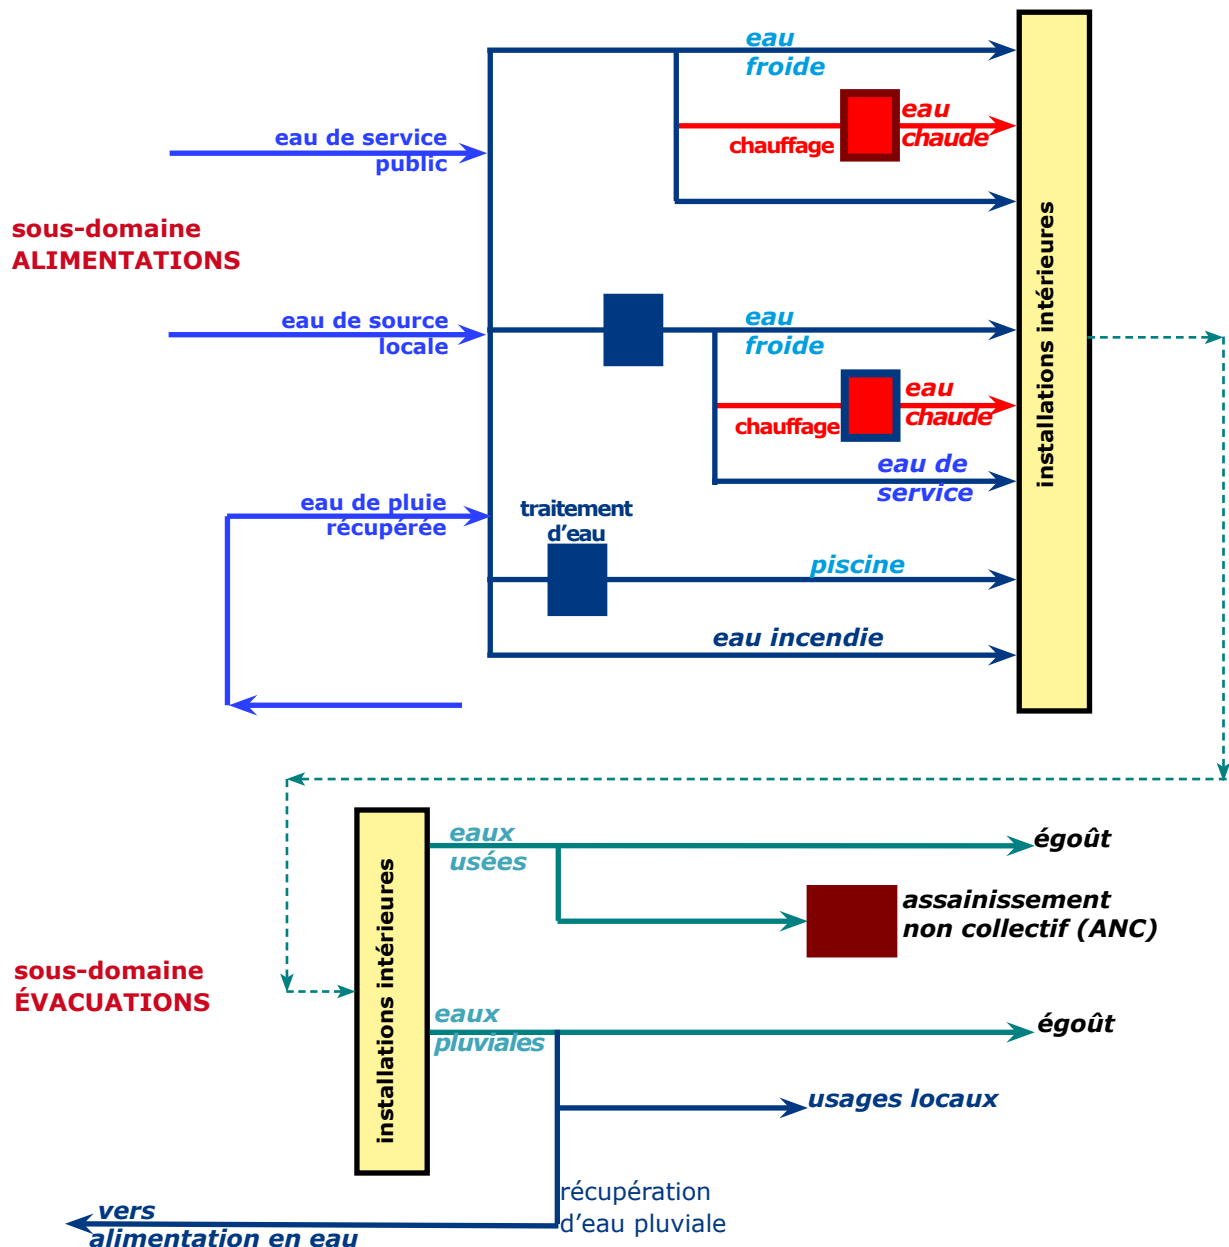 eau
froide
eau
chaude
chauffage
eau de service
public
sous-domaine
ALIMENTATIONS
installations intérieures
eau de source
locale
eau
froide
eau
chaude
chauffage
eau de
service
eau de pluie
récupérée
traitement
d'eau
piscine
eau incendie
eaux
usées
égoût
assainissement
non collectif (ANC)
sous-domaine
ÉVACUATIONS
installations intérieures
eaux
pluviales
égoût
usages locaux
récupération
d'eau pluviale
vers
alimentation en eau